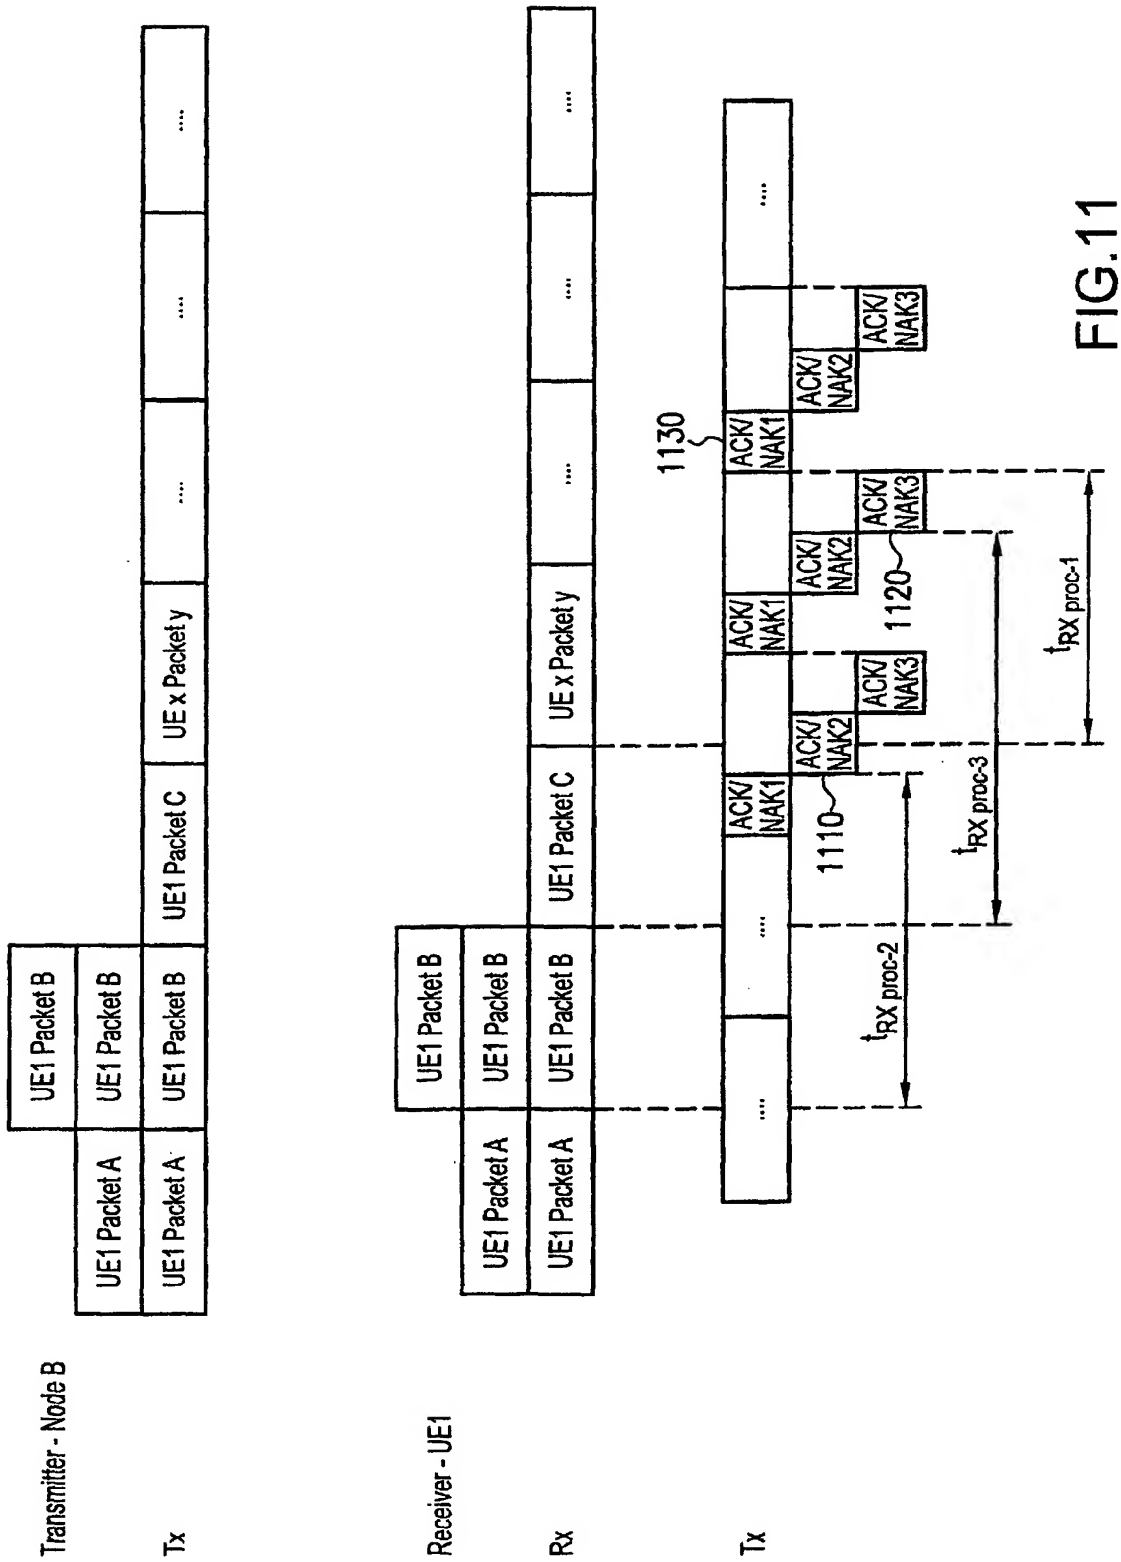 Transmitter - Node B
UE1 Packet B
UE1 Packet A
UE1 Packet B
Tx
UE1 Packet A
UE1 Packet B
UE1 Packet C
UE x Packet y
....
....
....
Receiver - UE1
UE1 Packet B
UE1 Packet A
UE1 Packet B
Rx
UE1 Packet A
UE1 Packet B
UE1 Packet C
UE x Packet y
....
....
....
1130
Tx
....
....
ACK/
NAK1
ACK/
NAK1
ACK/
NAK1
....
1110
ACK/
NAK2
ACK/
NAK2
ACK/
NAK2
ACK/
NAK3
1120
ACK/
NAK3
ACK/
NAK3
tRX proc-2
tRX proc-3
tRX proc-1
FIG.11